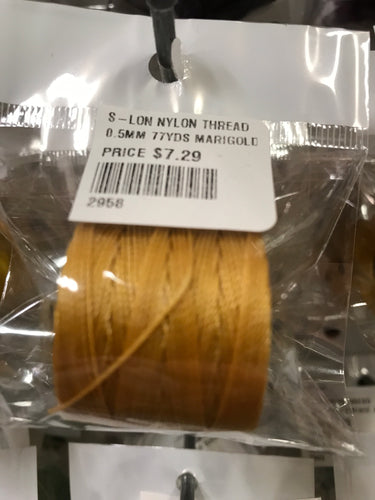 S-LON NYLON THREAD
0.5MM 77YDS MARIGOLD
PRICE $7.29
2958